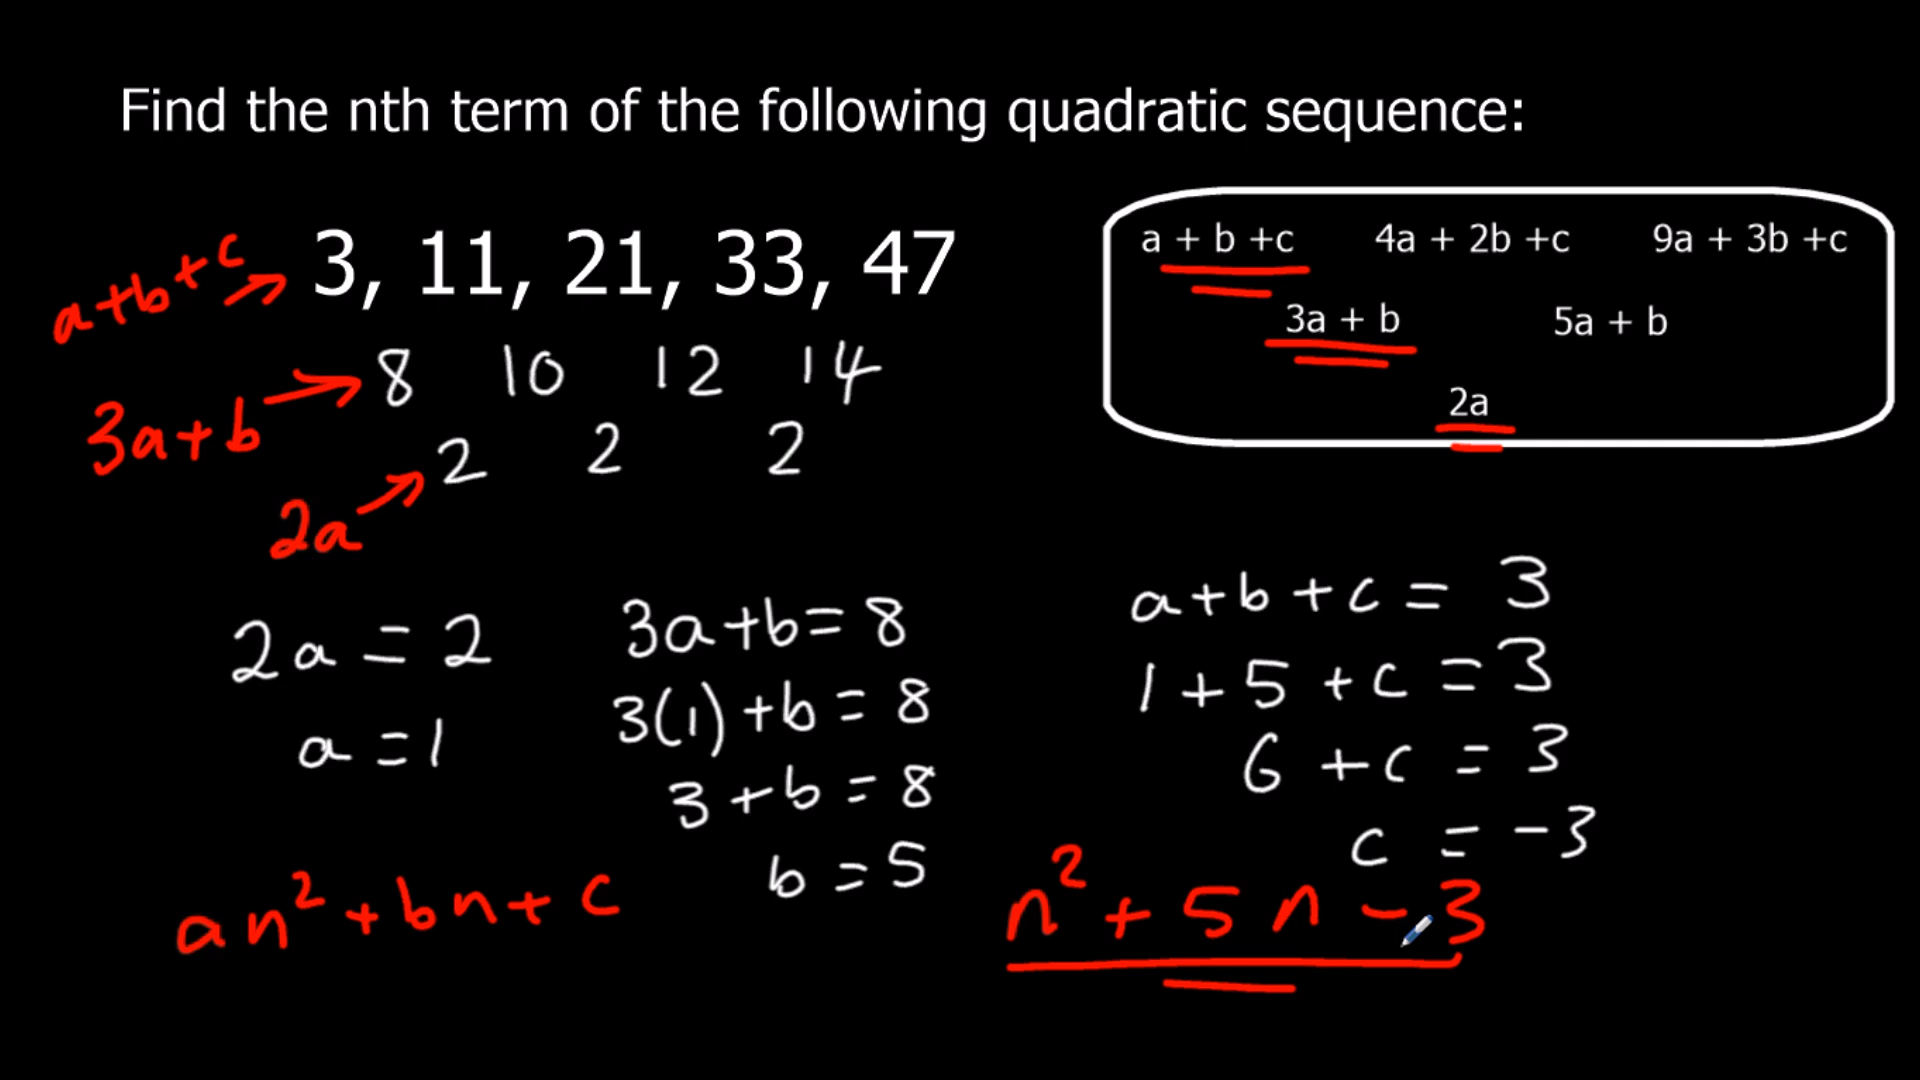 Find the nth term of the following quadratic sequence:
a+b+c → 3, 11, 21, 33, 47
3a+b → 8 10 12 14
2a → 2 2 2
a + b +c 4a + 2b +c 9a + 3b +c
3a + b 5a + b
2a
2a = 2
a = 1
3a+b = 8
3(1) +b = 8
3 + b = 8
b = 5
a+b+c = 3
1+5+c = 3
6 +c = 3
c = -3
an²+bn+c
n² + 5n - 3